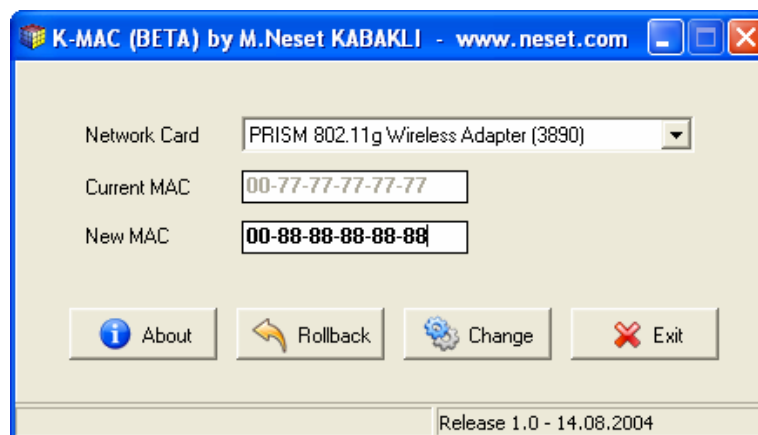 K-MAC (BETA) by M.Neset KABAKLI - www.neset.com
Network Card PRISM 802.11g Wireless Adapter (3890)
Current MAC 00-77-77-77-77-77
New MAC 00-88-88-88-88-88
About Rollback Change Exit
Release 1.0 - 14.08.2004